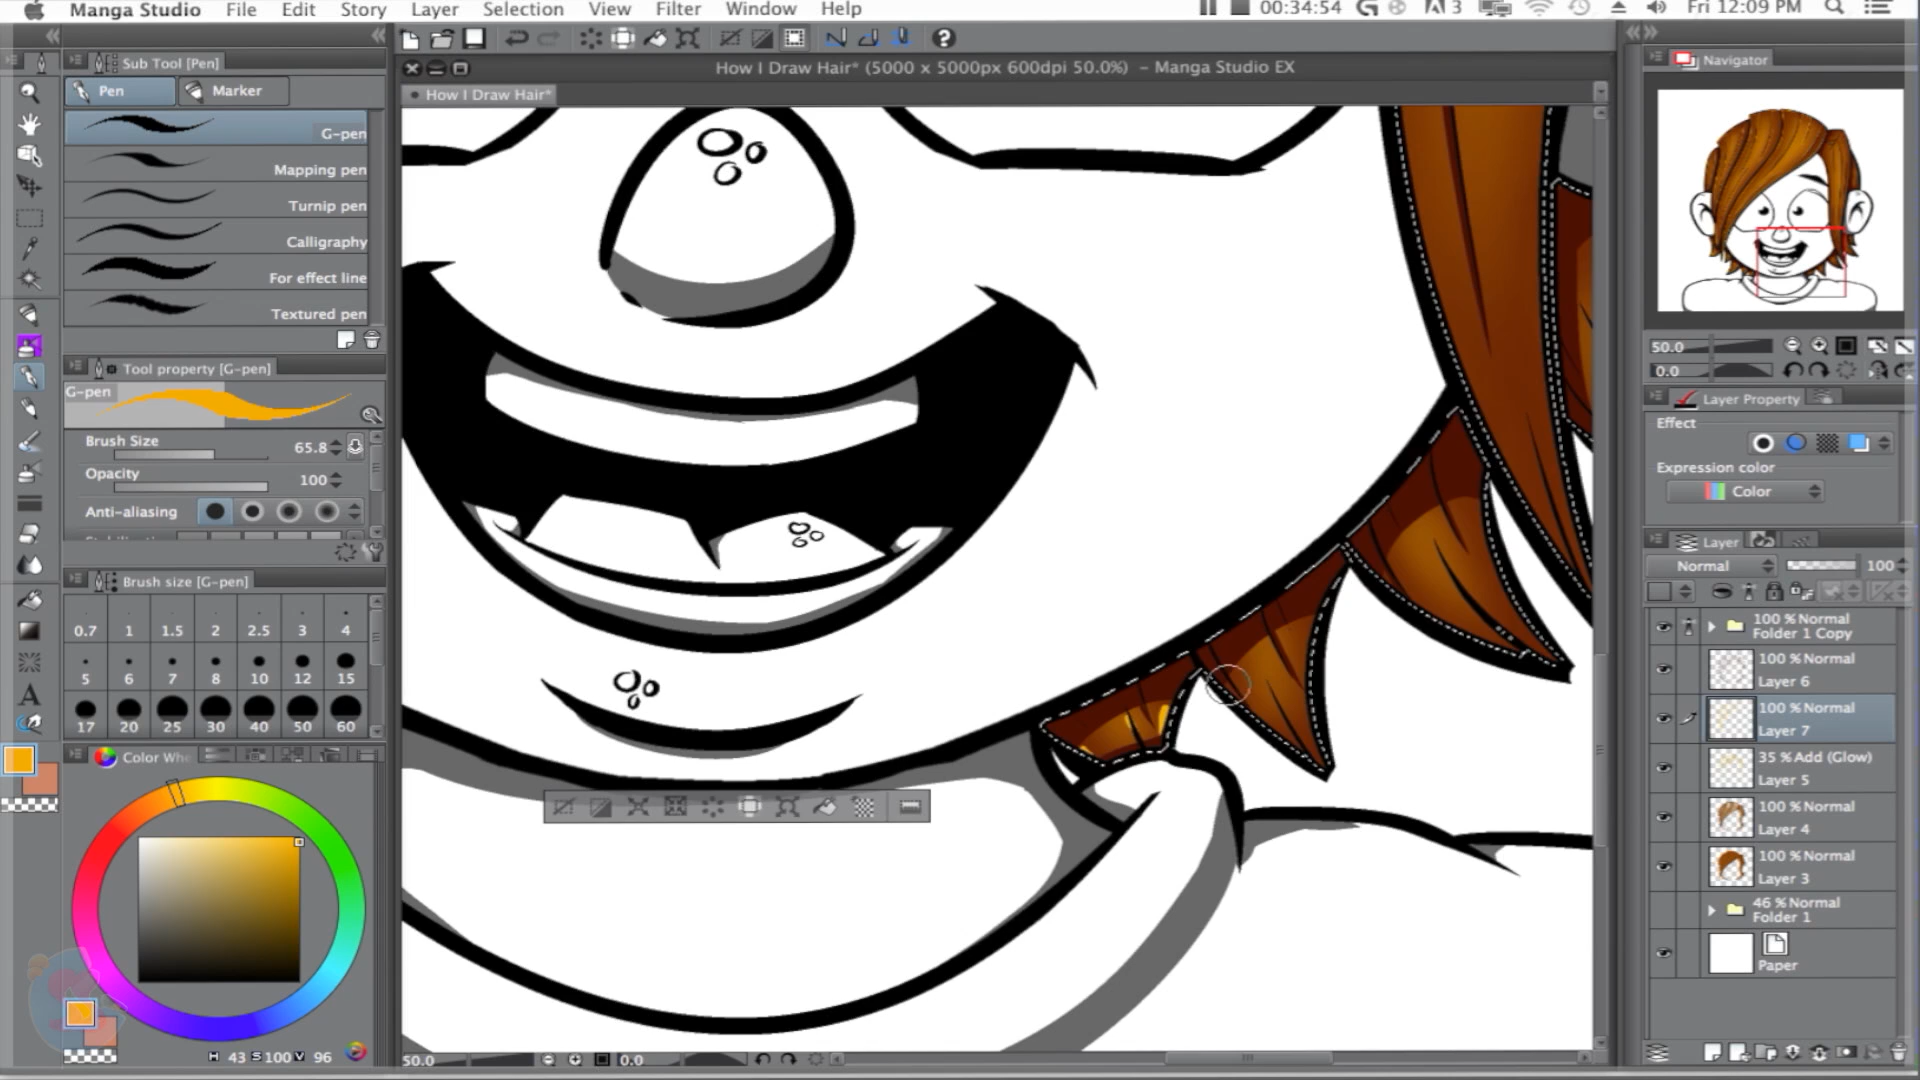 Manga Studio File Edit Story Layer Selection View Filter Window Help 00:34:54 3 Fri 12:09 PM
Sub Tool [Pen]
Pen Marker
G-pen
Mapping pen
Turnip pen
Calligraphy
For effect line
Textured pen
Tool property [G-pen]
G-pen
Brush Size 65.8
Opacity 100
Anti-aliasing
Brush size [G-pen]
0.7 1 1.5 2 2.5 3 4
5 6 7 8 10 12 15
17 20 25 30 40 50 60
Color Whe
H 43 S 100 V 96
How I Draw Hair* (5000 x 5000px 600dpi 50.0%) - Manga Studio EX
How I Draw Hair*
50.0 0.0
Navigator
50.0
0.0
Layer Property
Effect
Expression color
Color
Layer
Normal 100
100 % Normal
Folder 1 Copy
100 % Normal
Layer 6
100 % Normal
Layer 7
35 % Add (Glow)
Layer 5
100 % Normal
Layer 4
100 % Normal
Layer 3
46 % Normal
Folder 1
Paper